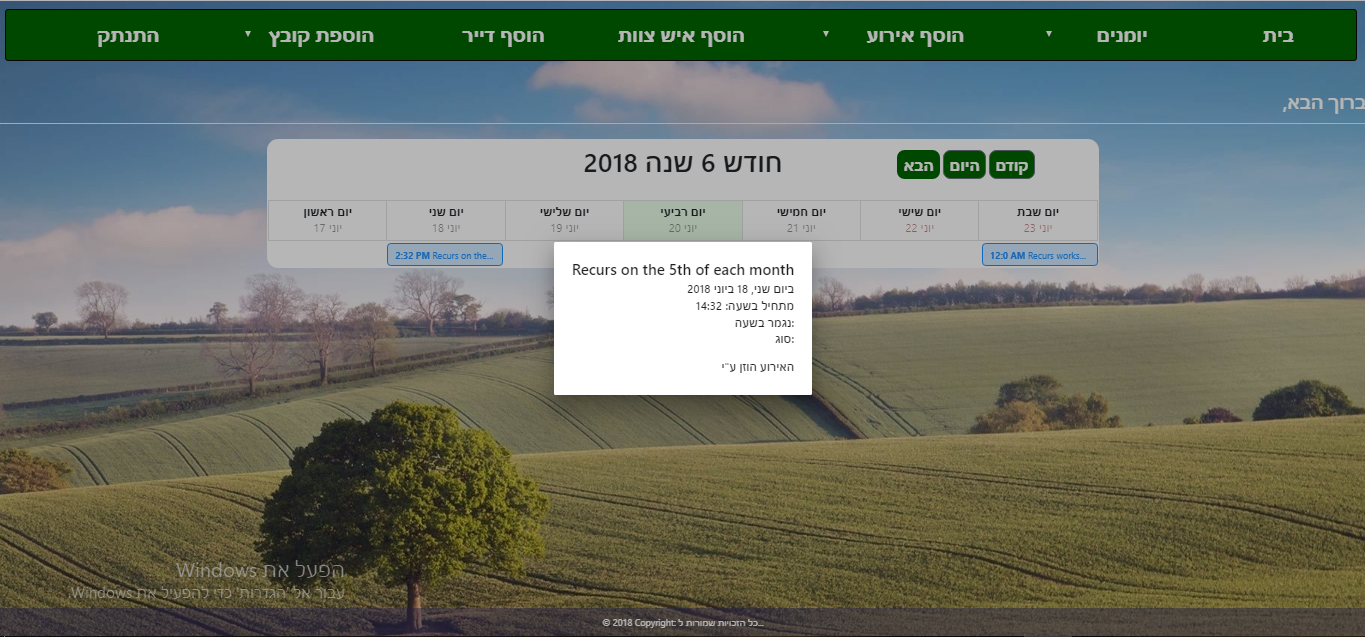 בית יומנים ▼ הוסף אירוע ▼ הוסף איש צוות הוסף דייר הוספת קובץ ▼ התנתק
ברוך הבא,
קודם היום הבא
חודש 6 שנה 2018
יום ראשון יום שני יום שלישי יום רביעי יום חמישי יום שישי יום שבת
יוני 17 יוני 18 יוני 19 יוני 20 יוני 21 יוני 22 יוני 23
2:32 PM Recurs on the...
12:0 AM Recurs works...
Recurs on the 5th of each month
ביום שני, 18 ביוני 2018
מתחיל בשעה: 14:32
:נגמר בשעה
:סוג
האירוע הוזן ע"י
הפעל את Windows
עבור אל 'הגדרות' כדי להפעיל את Windows.
© 2018 Copyright: כל הזכויות שמורות ל...